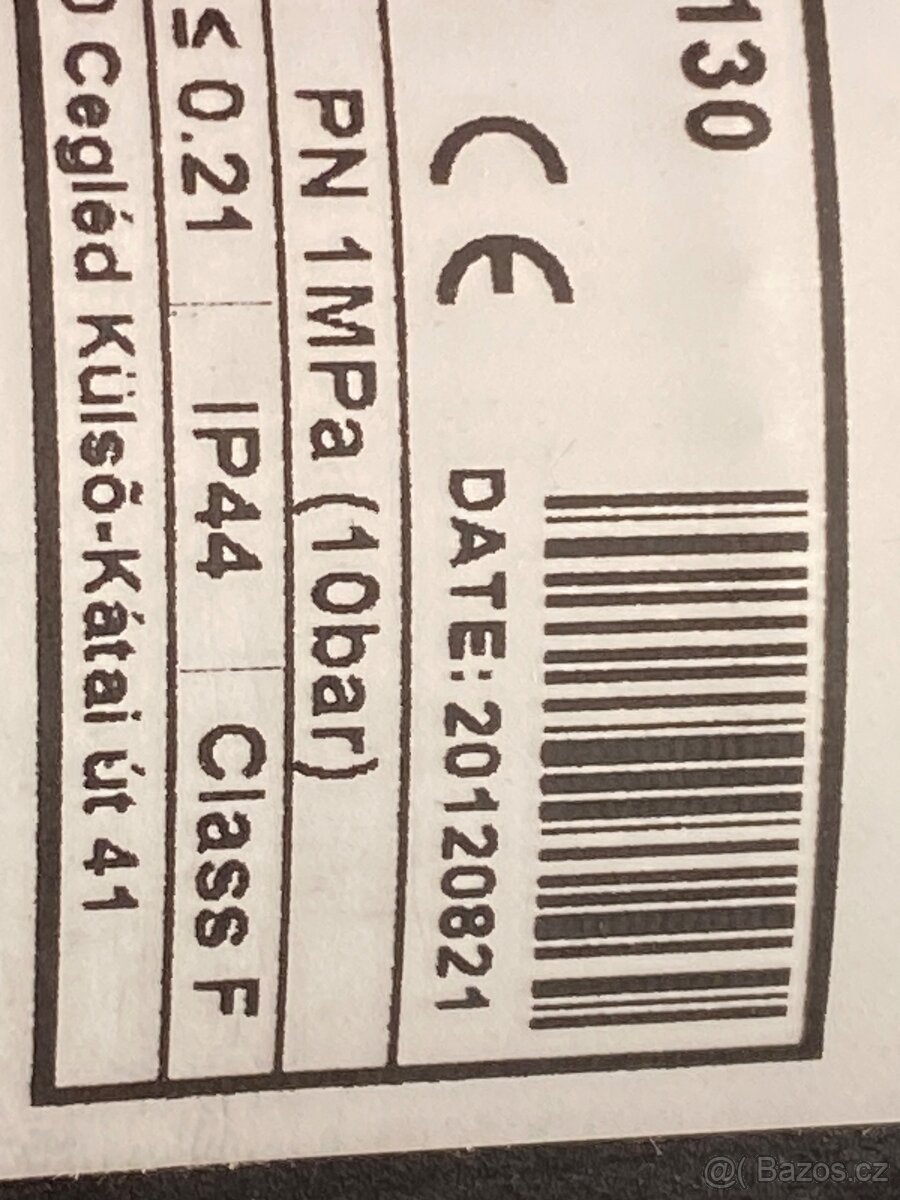 130
CE
DATE: 20120821
PN 1MPa (10bar)
≤ 0.21 IP44 Class F
Cegléd Külső-Kátai út 41
@( Bazos.cz